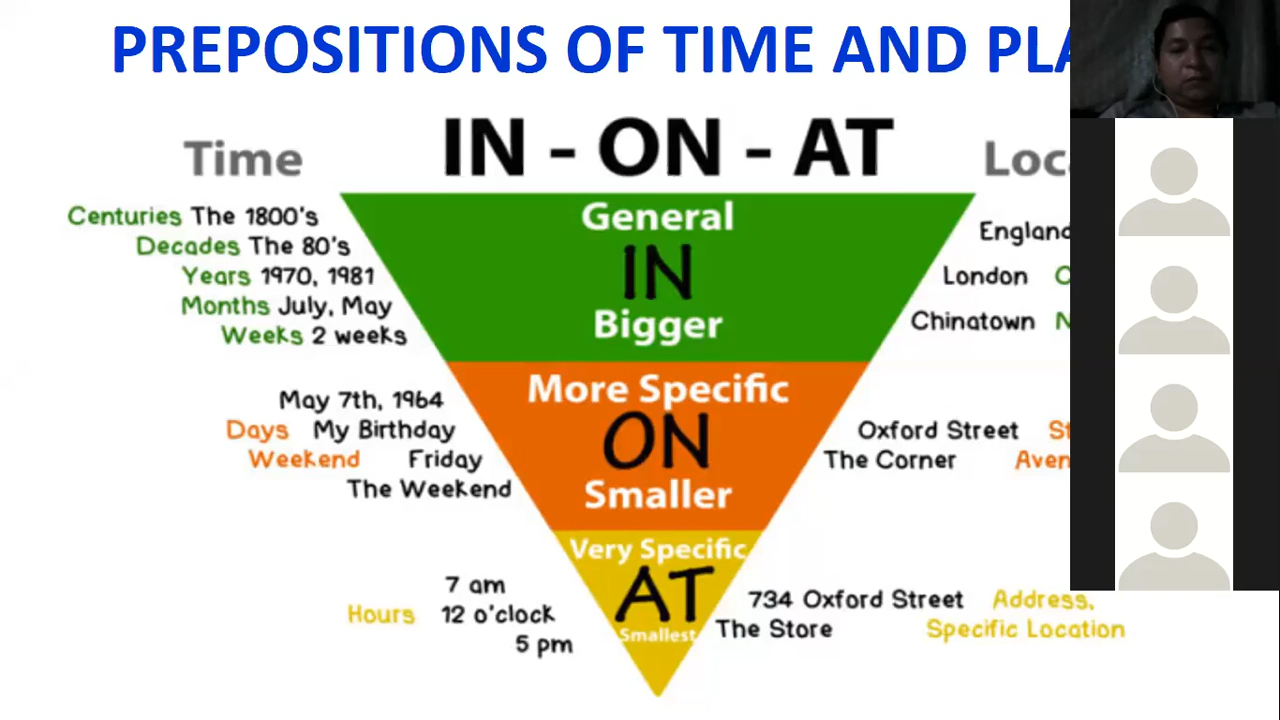 PREPOSITIONS OF TIME AND
IN - ON - AT
Time
Centuries The 1800's
Decades The 80's
Years 1970, 1981
Months July, May
Weeks 2 weeks
General
IN
Bigger
England
London
Chinatown
May 7th, 1964
Days My Birthday
Weekend Friday
The Weekend
More Specific
ON
Smaller
Oxford Street
The Corner
7 am
Hours 12 o'clock
5 pm
Very Specific
AT
Smallest
734 Oxford Street Address,
The Store Specific Location